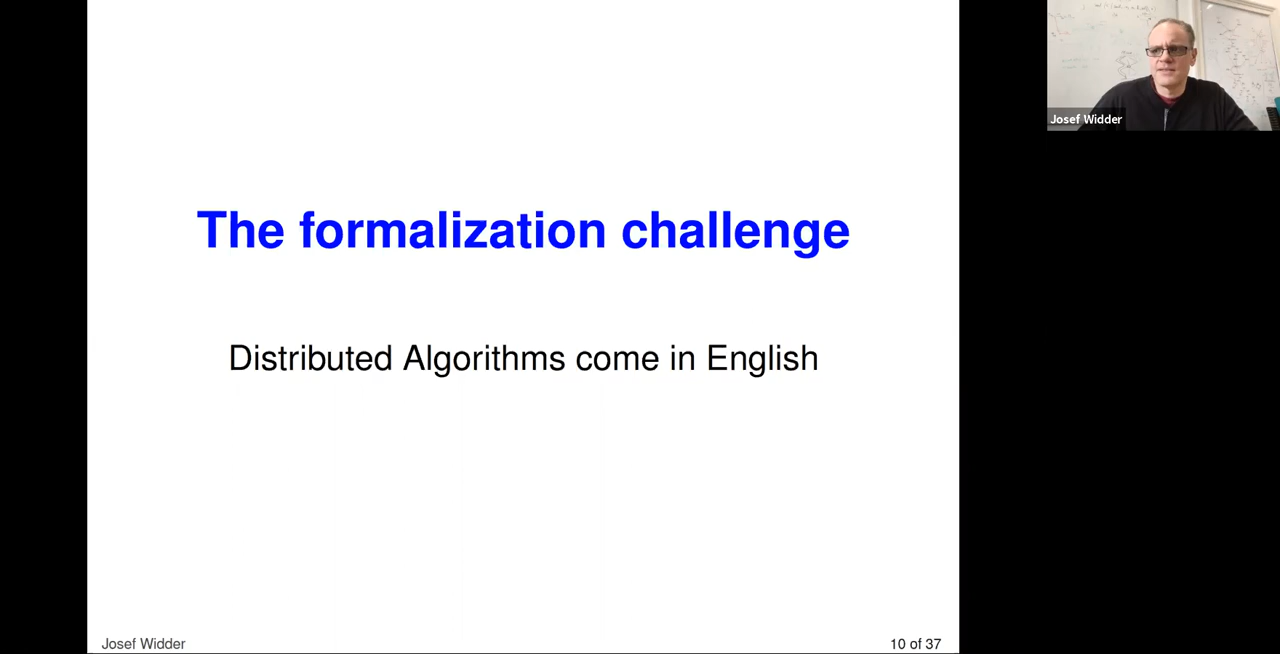 The formalization challenge
Distributed Algorithms come in English
Josef Widder
10 of 37
Josef Widder